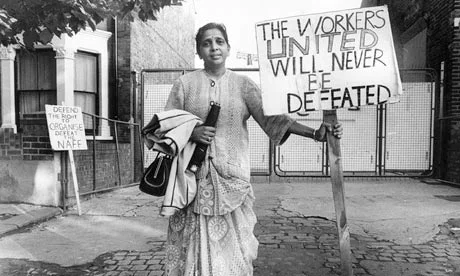 THE WORKERS
UNITED
WILL NEVER
BE
DEFEATED
DEFEND
THE RIGHT
TO
ORGANISE
DEFEAT
NAFF